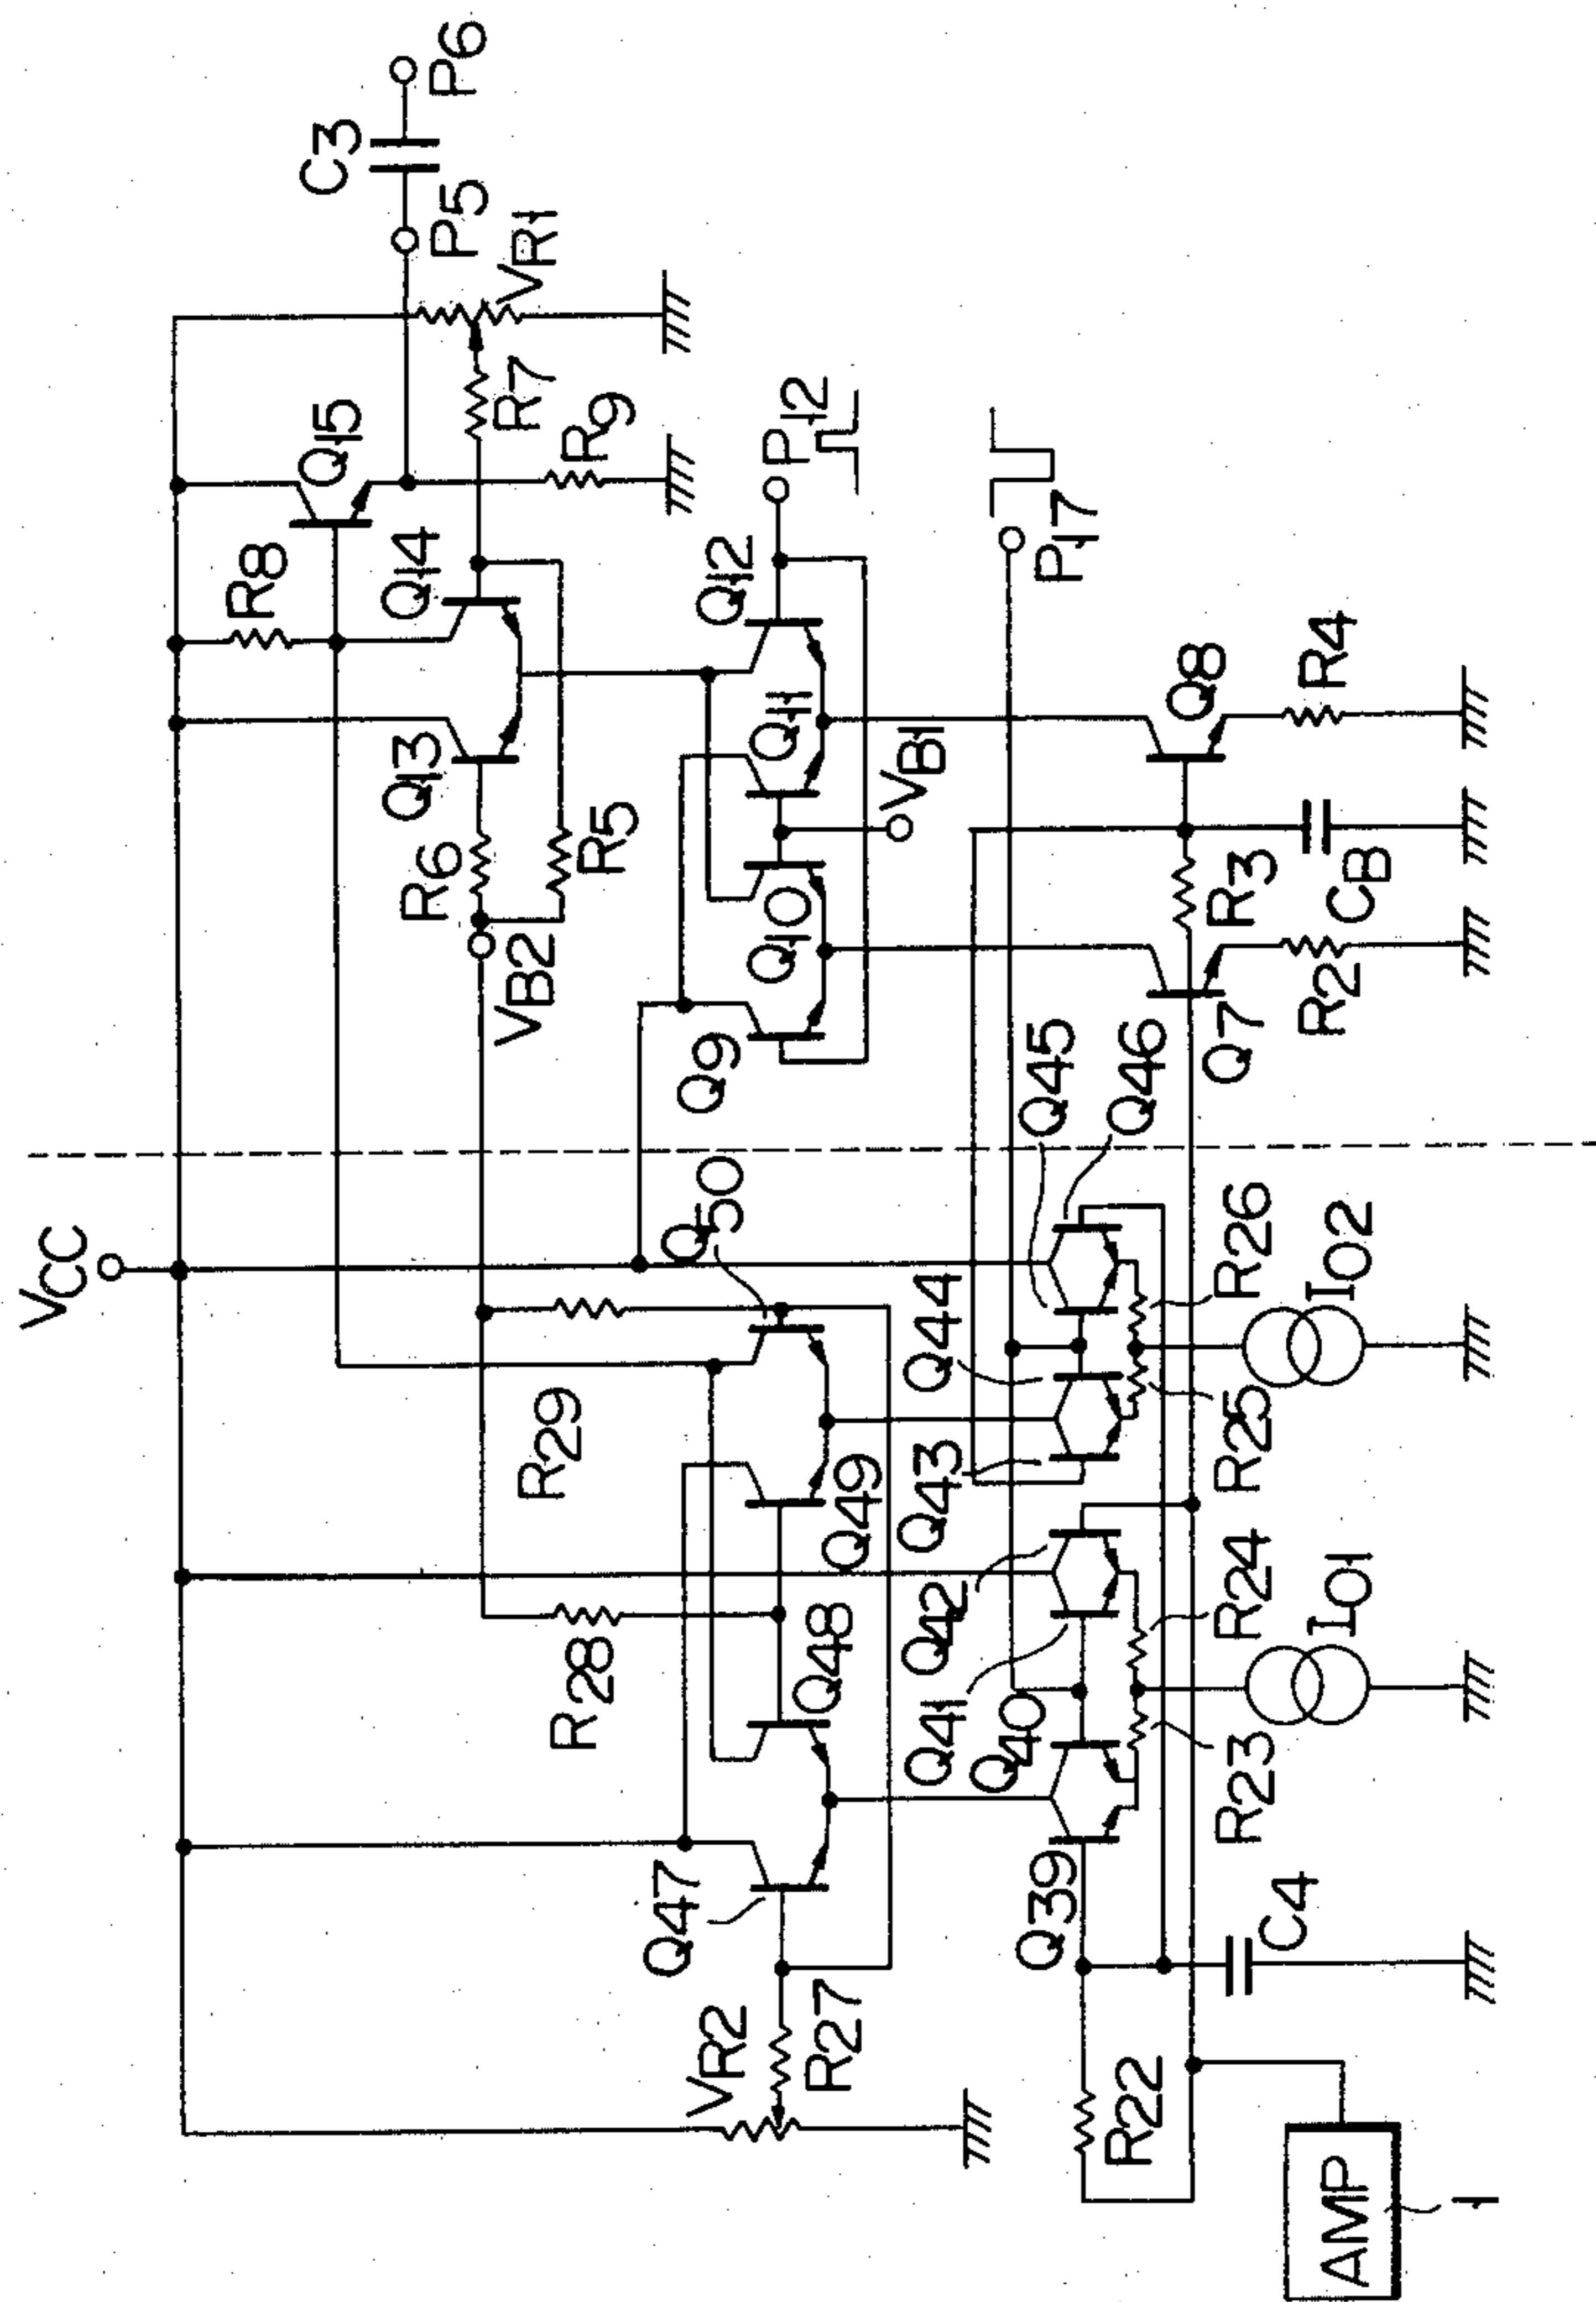 VCC
C3
P5
P6
VR1
R8
Q15
Q14
R7
R9
Q13
R6
VB2
R5
Q12
P12
Q11
VB1
Q10
Q9
P17
Q8
R4
R3
CB
Q7
R2
Q50
Q45
Q46
R29
Q44
R26
IO2
Q43
R25
Q49
R28
Q48
Q42
R24
IO1
Q41
Q40
R23
Q47
Q39
C4
VR2
R27
R22
AMP
1